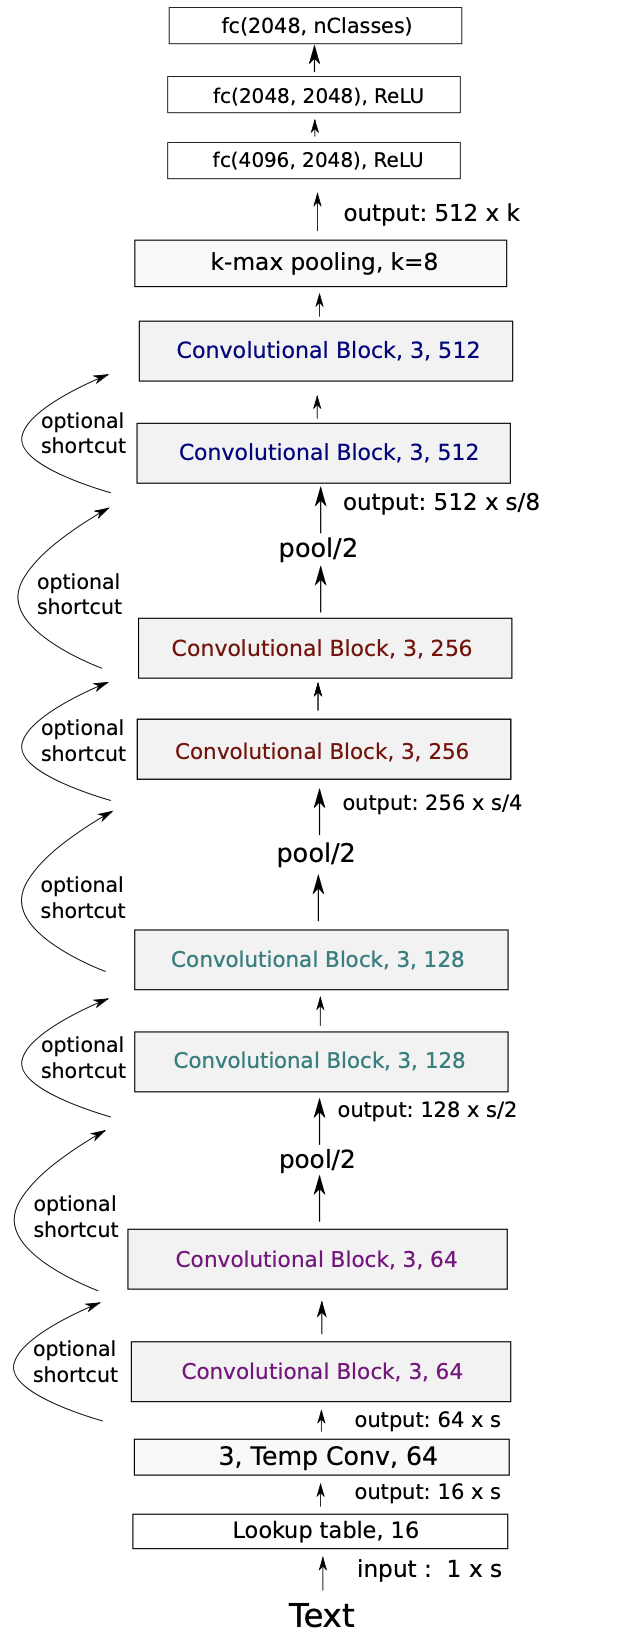 fc(2048, nClasses)
fc(2048, 2048), ReLU
fc(4096, 2048), ReLU
output: 512 x k
k-max pooling, k=8
Convolutional Block, 3, 512
optional
shortcut
Convolutional Block, 3, 512
output: 512 x s/8
pool/2
optional
shortcut
Convolutional Block, 3, 256
optional
shortcut
Convolutional Block, 3, 256
output: 256 x s/4
pool/2
optional
shortcut
Convolutional Block, 3, 128
optional
shortcut
Convolutional Block, 3, 128
output: 128 x s/2
pool/2
optional
shortcut
Convolutional Block, 3, 64
optional
shortcut
Convolutional Block, 3, 64
output: 64 x s
3, Temp Conv, 64
output: 16 x s
Lookup table, 16
input : 1 x s
Text